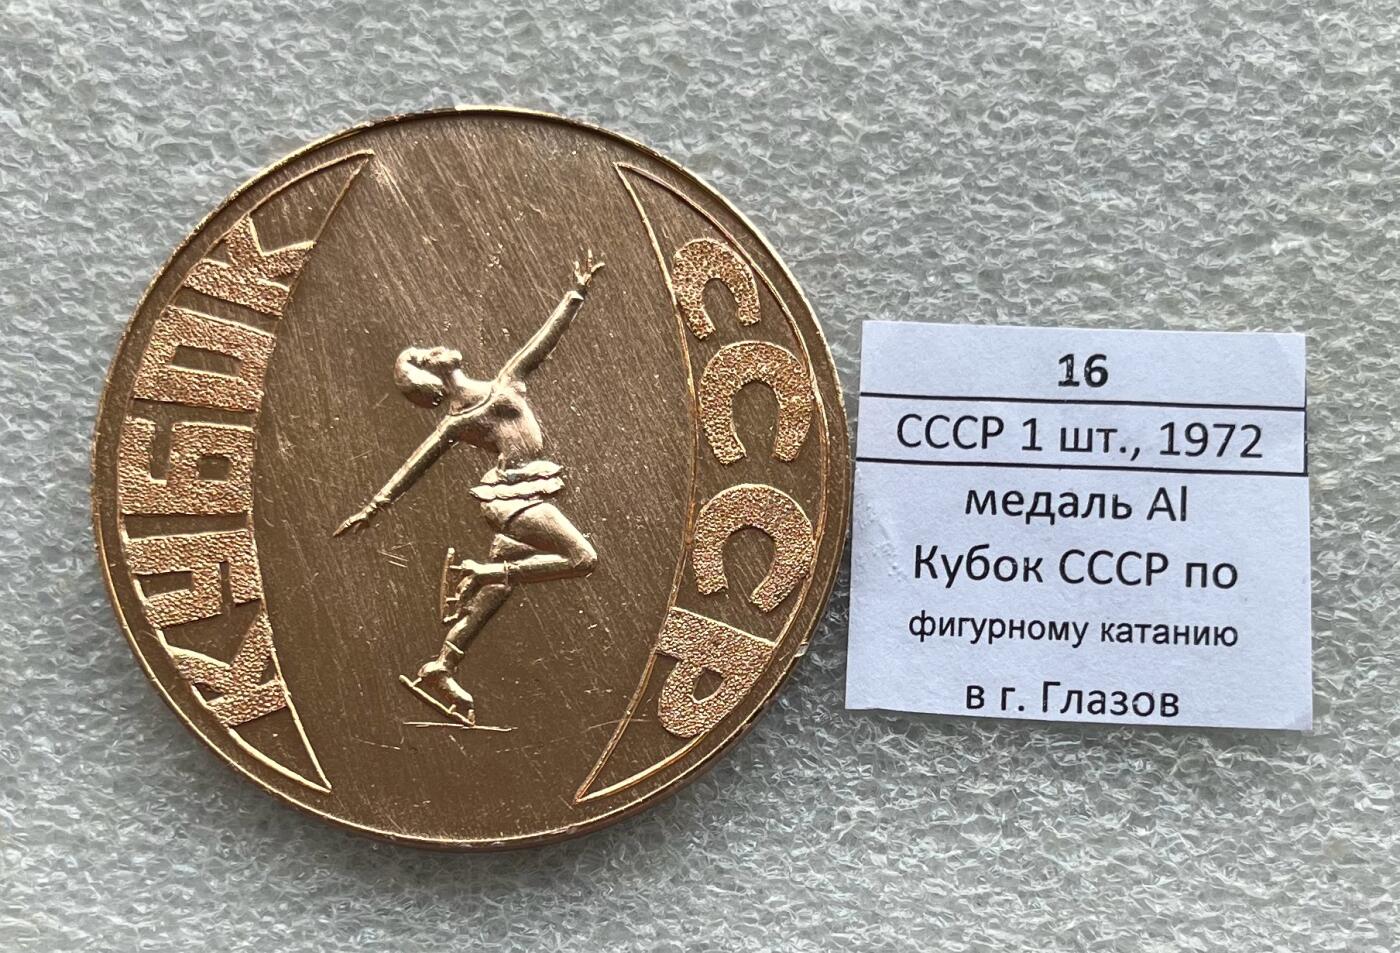 КУБОК
СССР
16
СССР 1 шт., 1972
медаль Al
Кубок СССР по
фигурному катанию
в г. Глазов